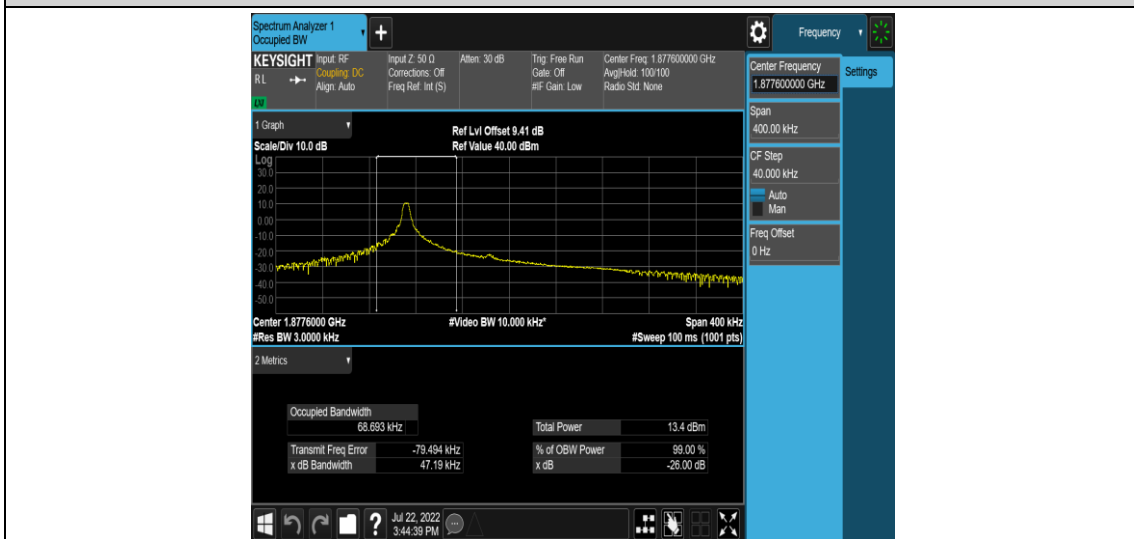 Spectrum Analyzer 1
Occupied BW
+
Frequency
KEYSIGHT
RL
Input: RF
Coupling: DC
Align: Auto
Input Z: 50 Ω
Corrections: Off
Freq Ref: Int (S)
Atten: 30 dB
Trig: Free Run
Gate: Off
#IF Gain: Low
Center Freq: 1.877600000 GHz
Avg|Hold: 100/100
Radio Std: None
Center Frequency
1.877600000 GHz
Settings
Span
400.00 kHz
CF Step
40.000 kHz
Auto
Man
Freq Offset
0 Hz
1 Graph
Scale/Div 10.0 dB
Ref Lvl Offset 9.41 dB
Ref Value 40.00 dBm
Log
30.0
20.0
10.0
0.00
-10.0
-20.0
-30.0
-40.0
-50.0
Center 1.8776000 GHz
#Res BW 3.0000 kHz
#Video BW 10.000 kHz*
Span 400 kHz
#Sweep 100 ms (1001 pts)
2 Metrics
Occupied Bandwidth
68.693 kHz
Total Power 13.4 dBm
Transmit Freq Error -79.494 kHz
% of OBW Power 99.00 %
x dB Bandwidth 47.19 kHz
x dB -26.00 dB
?
Jul 22, 2022
3:44:39 PM